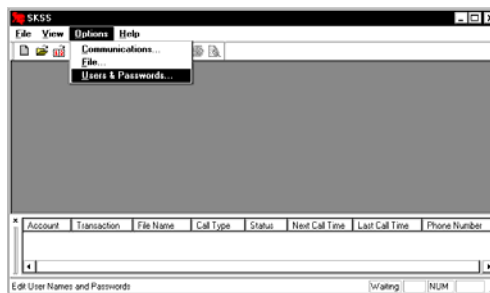 SKSS
File View Options Help
Communications...
File...
Users & Passwords...
Account Transaction File Name Call Type Status Next Call Time Last Call Time Phone Number
Edit User Names and Passwords Waiting NUM